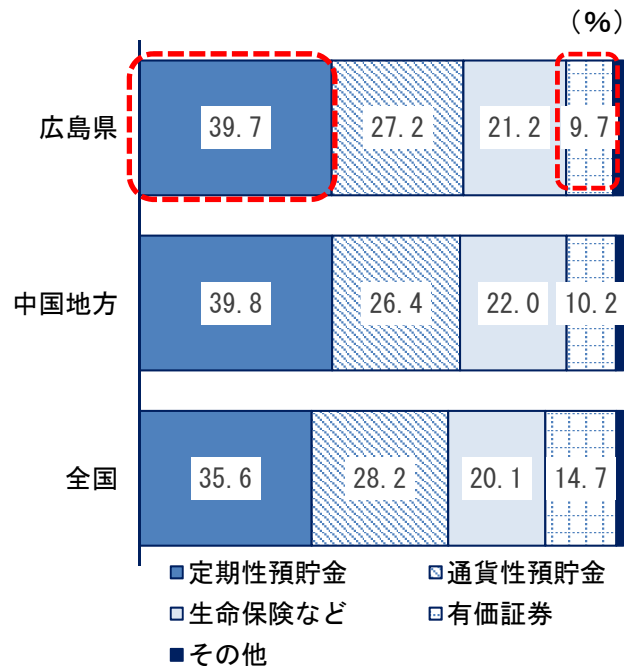 (%)
広島県 39.7 27.2 21.2 9.7
中国地方 39.8 26.4 22.0 10.2
全国 35.6 28.2 20.1 14.7
定期性預貯金 通貨性預貯金
生命保険など 有価証券
その他